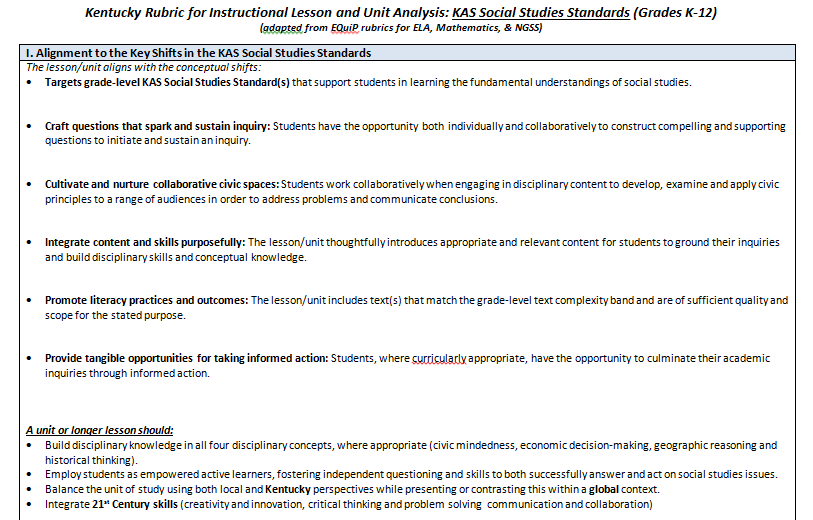 Kentucky Rubric for Instructional Lesson and Unit Analysis: KAS Social Studies Standards (Grades K-12)
(adapted from EQuiP rubrics for ELA, Mathematics, & NGSS)
I. Alignment to the Key Shifts in the KAS Social Studies Standards
The lesson/unit aligns with the conceptual shifts:
• Targets grade-level KAS Social Studies Standard(s) that support students in learning the fundamental understandings of social studies.
• Craft questions that spark and sustain inquiry: Students have the opportunity both individually and collaboratively to construct compelling and supporting
questions to initiate and sustain an inquiry.
• Cultivate and nurture collaborative civic spaces: Students work collaboratively when engaging in disciplinary content to develop, examine and apply civic
principles to a range of audiences in order to address problems and communicate conclusions.
• Integrate content and skills purposefully: The lesson/unit thoughtfully introduces appropriate and relevant content for students to ground their inquiries
and build disciplinary skills and conceptual knowledge.
• Promote literacy practices and outcomes: The lesson/unit includes text(s) that match the grade-level text complexity band and are of sufficient quality and
scope for the stated purpose.
• Provide tangible opportunities for taking informed action: Students, where curricularly appropriate, have the opportunity to culminate their academic
inquiries through informed action.
A unit or longer lesson should:
• Build disciplinary knowledge in all four disciplinary concepts, where appropriate (civic mindedness, economic decision-making, geographic reasoning and
historical thinking).
• Employ students as empowered active learners, fostering independent questioning and skills to both successfully answer and act on social studies issues.
• Balance the unit of study using both local and Kentucky perspectives while presenting or contrasting this within a global context.
• Integrate 21st Century skills (creativity and innovation, critical thinking and problem solving communication and collaboration)